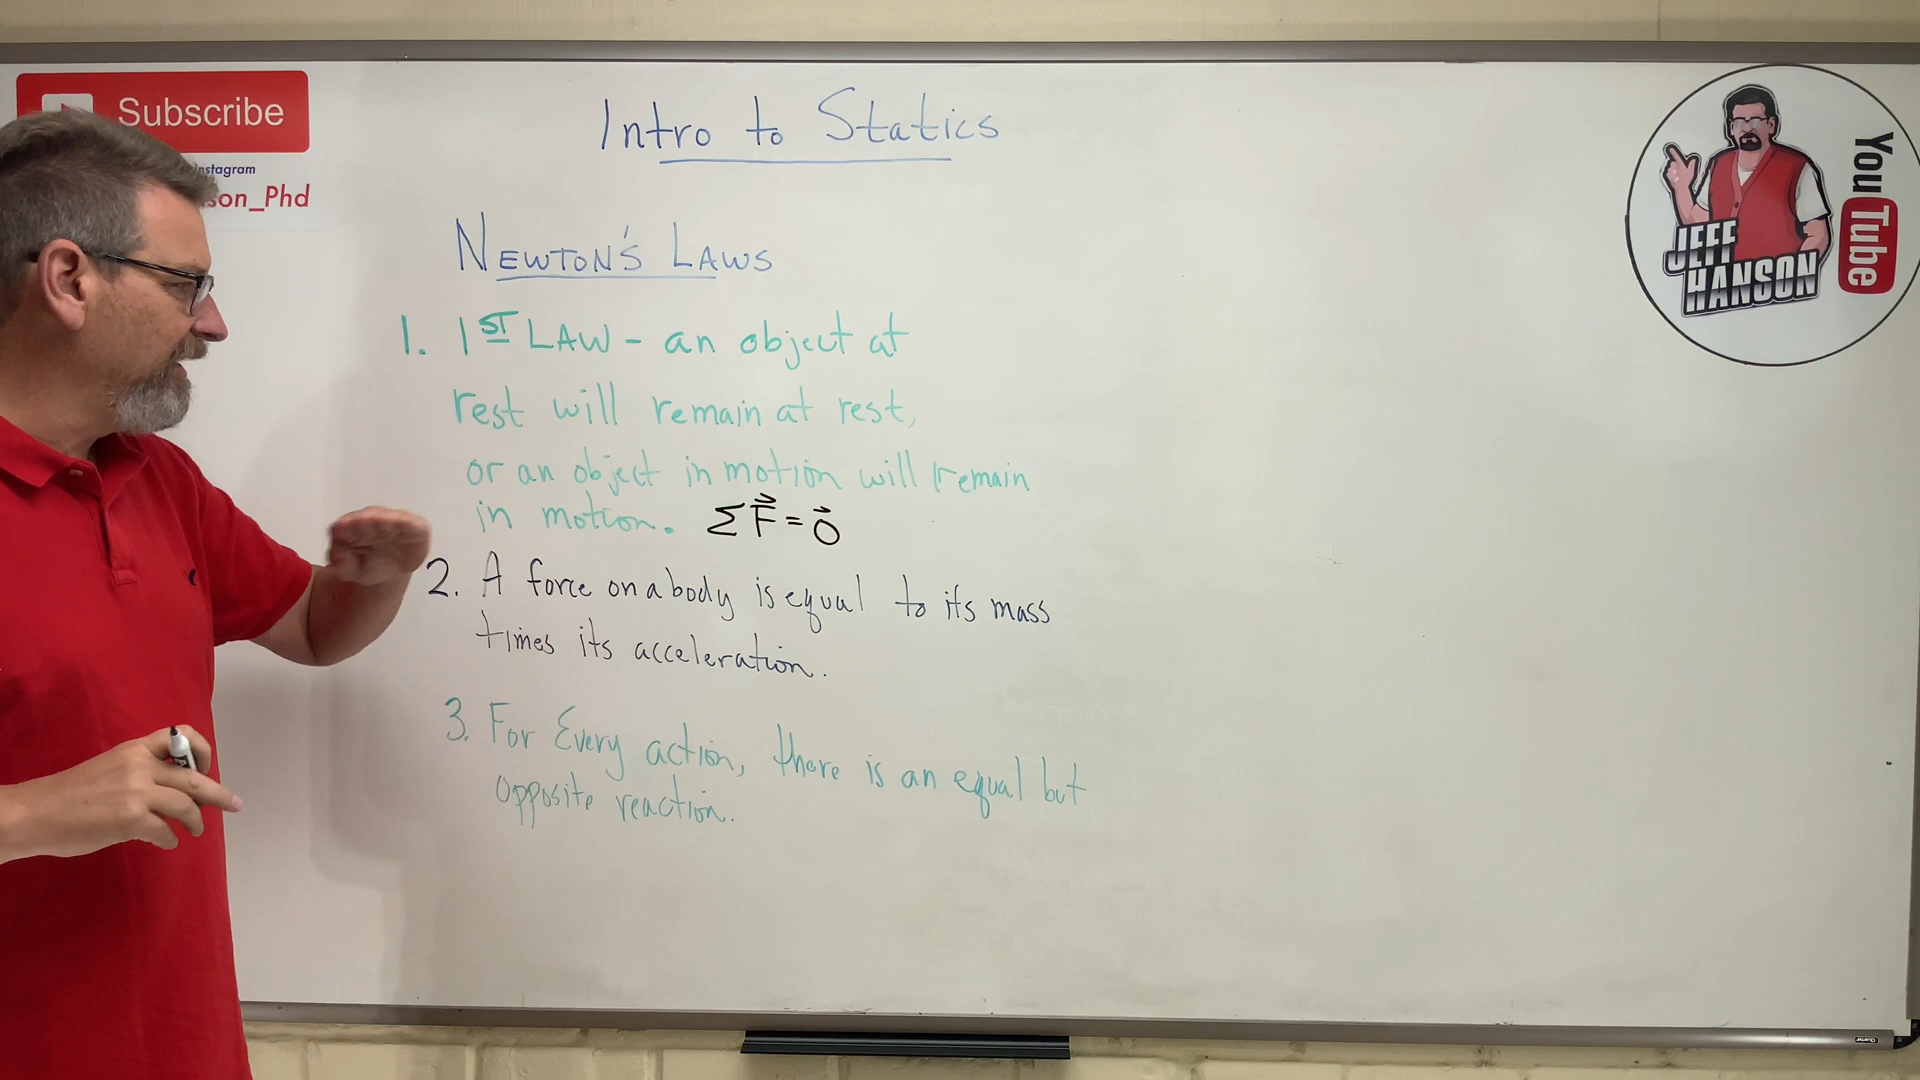 Subscribe
nstagram
son_Phd
Intro to Statics
NEWTON'S LAWS
1. 1ST LAW - an object at
rest will remain at rest,
or an object in motion will remain
in motion. ΣF⃗ = 0⃗
2. A force on a body is equal to its mass
times its acceleration.
3. For Every action, there is an equal but
opposite reaction.
JEFF
HANSON
YouTube